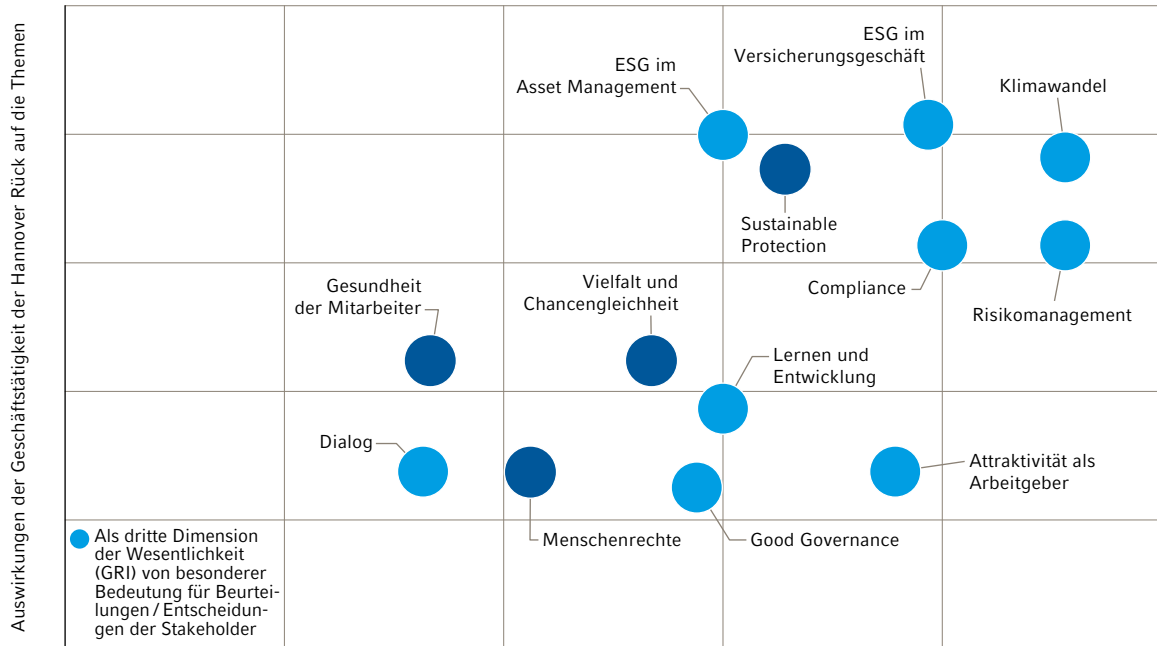 Auswirkungen der Geschäftstätigkeit der Hannover Rück auf die Themen
ESG im
Versicherungsgeschäft
ESG im
Asset Management
Klimawandel
Sustainable
Protection
Compliance
Risikomanagement
Gesundheit
der Mitarbeiter
Vielfalt und
Chancengleichheit
Lernen und
Entwicklung
Dialog
Attraktivität als
Arbeitgeber
Menschenrechte
Good Governance
Als dritte Dimension
der Wesentlichkeit
(GRI) von besonderer
Bedeutung für Beurtei-
lungen / Entscheidun-
gen der Stakeholder